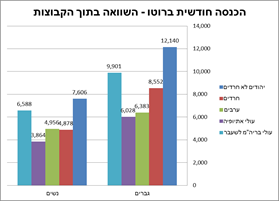 הכנסה חודשית ברוטו - השוואה בתוך הקבוצות
14,000
12,000
10,000
8,000
6,000
4,000
2,000
0
12,140
8,552
6,383
6,028
9,901
7,606
4,878
4,956
3,864
6,588
גברים
נשים
יהודים לא חרדים
חרדים
ערבים
עולי אתיופיה
עולי בריה"מ לשעבר